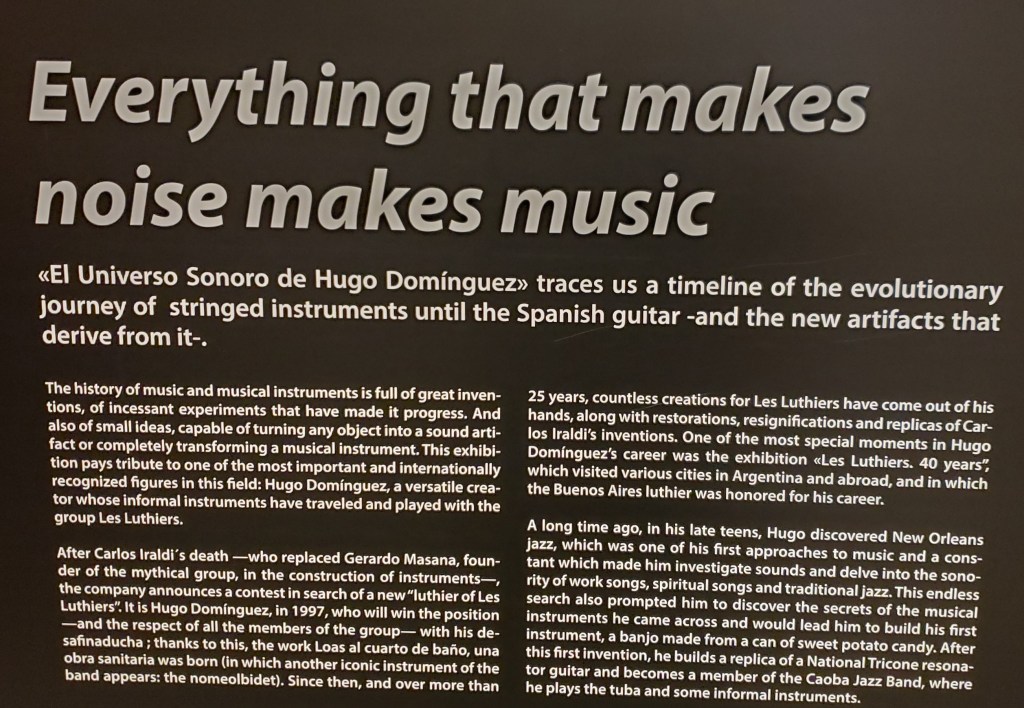 Everything that makes
noise makes music
«El Universo Sonoro de Hugo Domínguez» traces us a timeline of the evolutionary
journey of stringed instruments until the Spanish guitar -and the new artifacts that
derive from it-.
The history of music and musical instruments is full of great inven-
tions, of incessant experiments that have made it progress. And
also of small ideas, capable of turning any object into a sound arti-
fact or completely transforming a musical instrument. This exhibi-
tion pays tribute to one of the most important and internationally
recognized figures in this field: Hugo Domínguez, a versatile crea-
tor whose informal instruments have traveled and played with the
group Les Luthiers.
After Carlos Iraldi´s death —who replaced Gerardo Masana, foun-
der of the mythical group, in the construction of instruments—,
the company announces a contest in search of a new "luthier of Les
Luthiers". It is Hugo Domínguez, in 1997, who will win the position
—and the respect of all the members of the group— with his de-
safinaducha ; thanks to this, the work Loas al cuarto de baño, una
obra sanitaria was born (in which another iconic instrument of the
band appears: the nomeolbidet). Since then, and over more than
25 years, countless creations for Les Luthiers have come out of his
hands, along with restorations, resignifications and replicas of Car-
los Iraldi's inventions. One of the most special moments in Hugo
Domínguez's career was the exhibition «Les Luthiers. 40 years",
which visited various cities in Argentina and abroad, and in which
the Buenos Aires luthier was honored for his career.
A long time ago, in his late teens, Hugo discovered New Orleans
jazz, which was one of his first approaches to music and a cons-
tant which made him investigate sounds and delve into the sono-
rity of work songs, spiritual songs and traditional jazz. This endless
search also prompted him to discover the secrets of the musical
instruments he came across and would lead him to build his first
instrument, a banjo made from a can of sweet potato candy. After
this first invention, he builds a replica of a National Tricone resona-
tor guitar and becomes a member of the Caoba Jazz Band, where
he plays the tuba and some informal instruments.